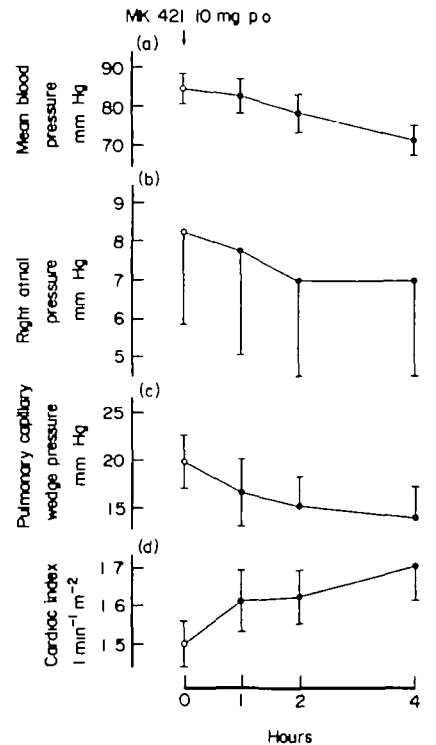 MK 421 10 mg p o
(a)
Mean blood
pressure
mm Hg
90
80
70
(b)
Right atrial
pressure
mm Hg
9
8
7
6
5
(c)
Pulmonary capillary
wedge pressure
mm Hg
25
20
15
(d)
Cardiac index
l min⁻¹ m⁻²
1 7
1 6
1 5
0 1 2 4
Hours